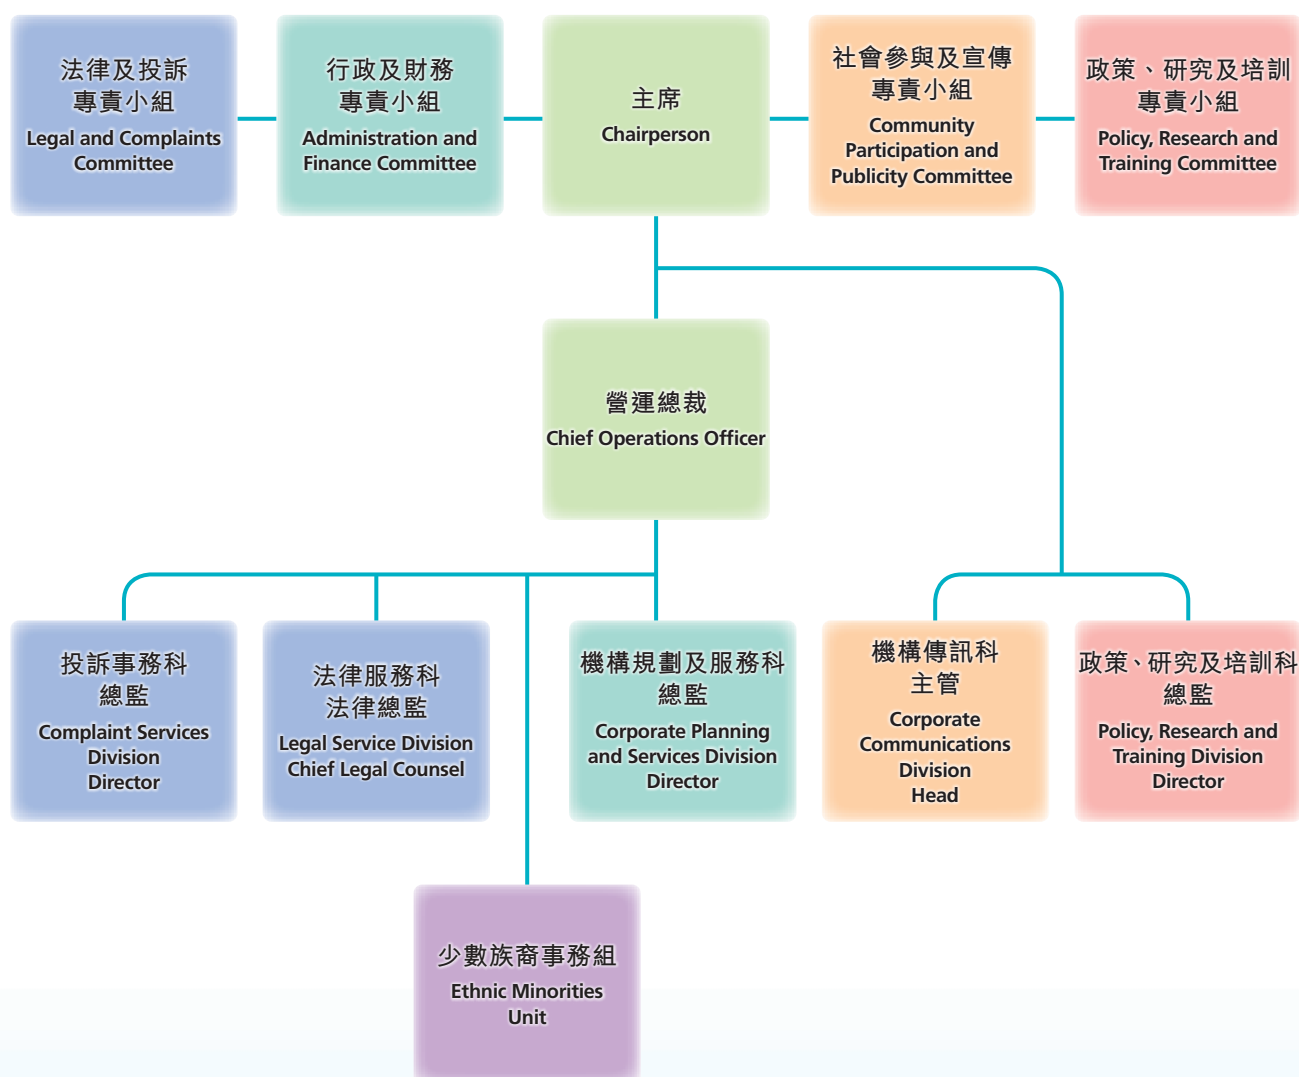 法律及投訴
專責小組
Legal and Complaints
Committee
行政及財務
專責小組
Administration and
Finance Committee
主席
Chairperson
社會參與及宣傳
專責小組
Community
Participation and
Publicity Committee
政策、研究及培訓
專責小組
Policy, Research and
Training Committee
營運總裁
Chief Operations Officer
投訴事務科
總監
Complaint Services
Division
Director
法律服務科
法律總監
Legal Service Division
Chief Legal Counsel
機構規劃及服務科
總監
Corporate Planning
and Services Division
Director
機構傳訊科
主管
Corporate
Communications
Division
Head
政策、研究及培訓科
總監
Policy, Research and
Training Division
Director
少數族裔事務組
Ethnic Minorities
Unit